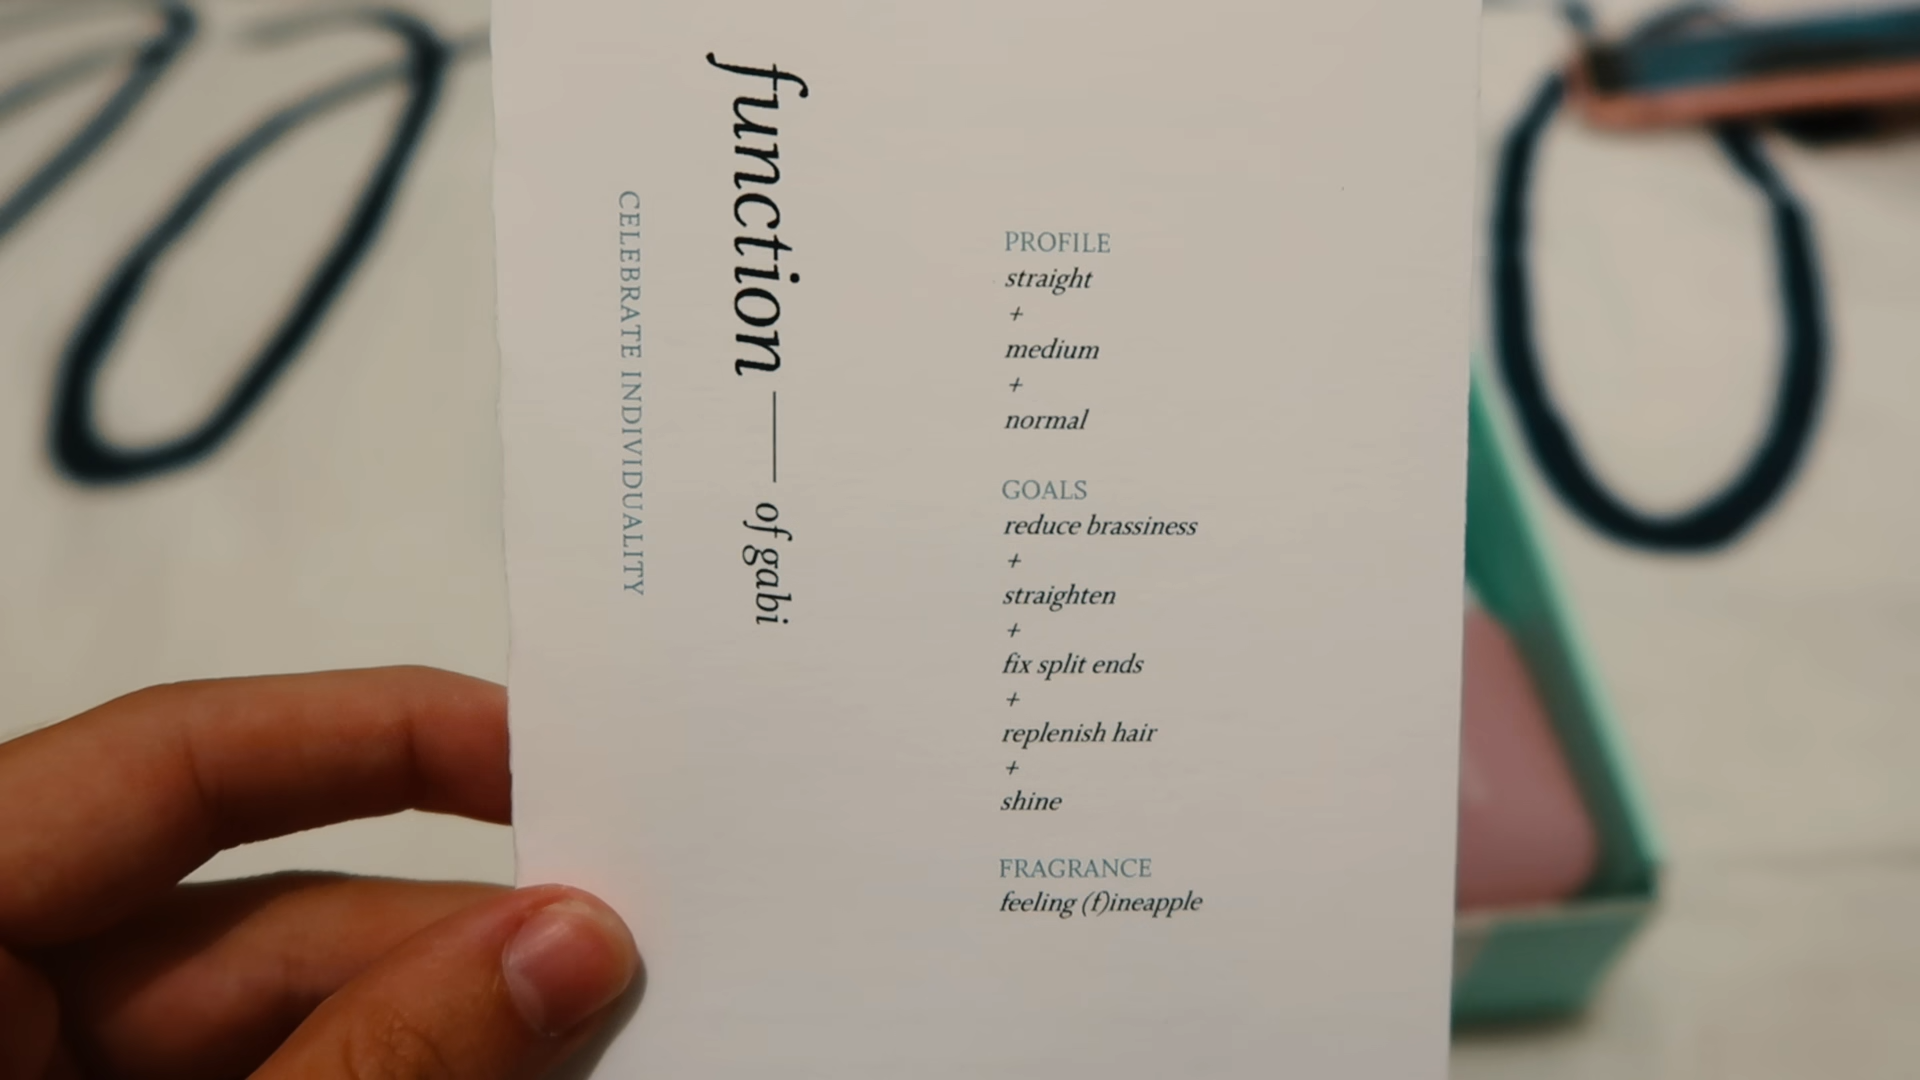 function — of gabi
CELEBRATE INDIVIDUALITY
PROFILE
straight
+
medium
+
normal
GOALS
reduce brassiness
+
straighten
+
fix split ends
+
replenish hair
+
shine
FRAGRANCE
feeling (f)ineapple